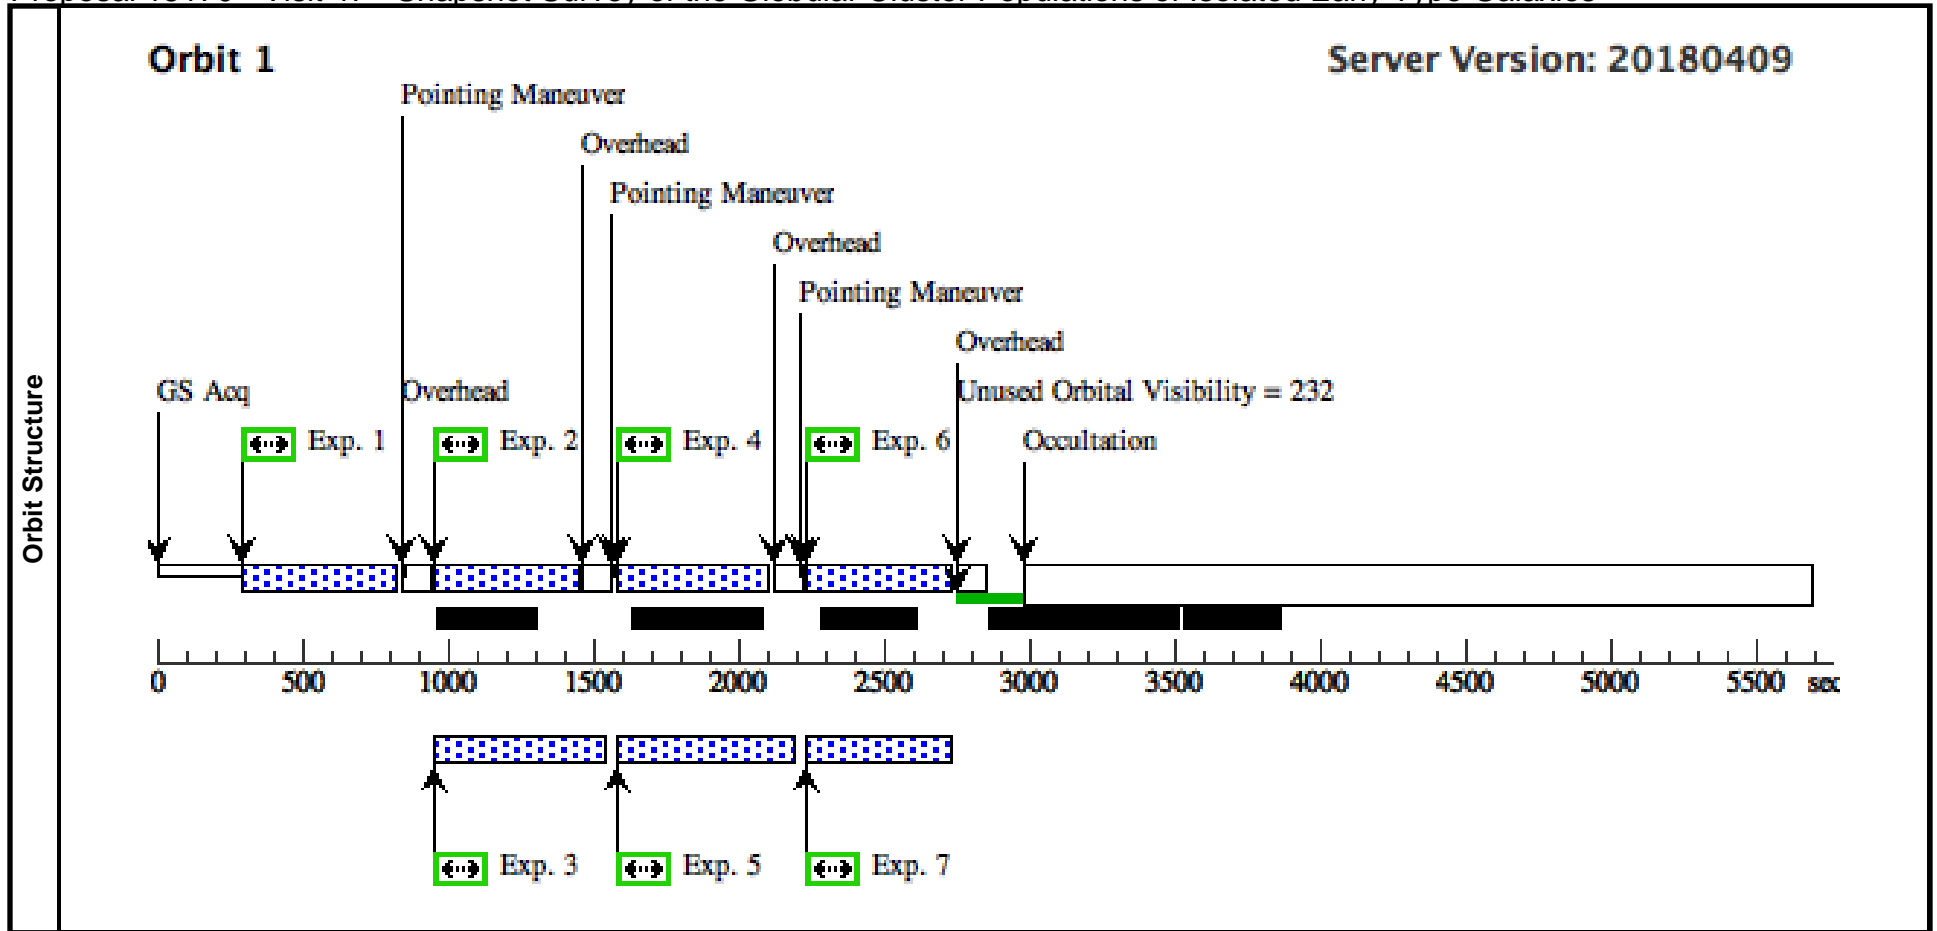 Orbit 1
Server Version: 20180409
Pointing Maneuver
Overhead
Pointing Maneuver
Overhead
Pointing Maneuver
Overhead
GS Acq
Overhead
Unused Orbital Visibility = 232
Exp. 1
Exp. 2
Exp. 4
Exp. 6
Occultation
Orbit Structure
0 500 1000 1500 2000 2500 3000 3500 4000 4500 5000 5500 sec
Exp. 3
Exp. 5
Exp. 7